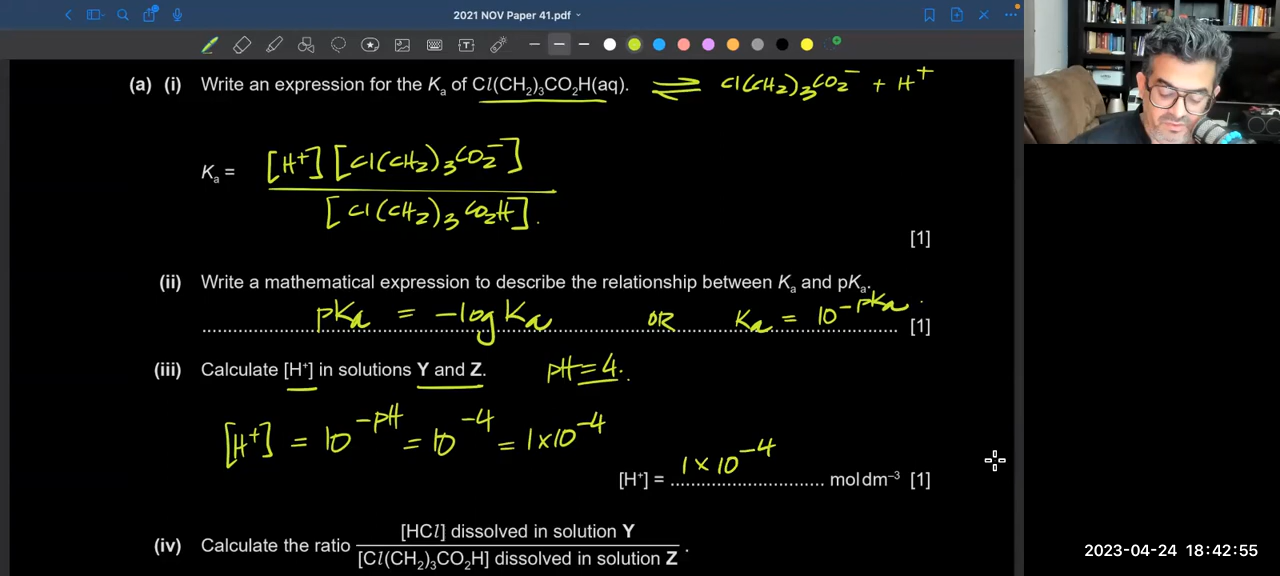 2021 NOV Paper 41.pdf
(a) (i) Write an expression for the Kₐ of Cl(CH₂)₃CO₂H(aq). ⇌ Cl(CH₂)₃CO₂⁻ + H⁺
Kₐ = [H⁺][Cl(CH₂)₃CO₂⁻]
[Cl(CH₂)₃CO₂H].
[1]
(ii) Write a mathematical expression to describe the relationship between Kₐ and pKₐ.
pKa = -log Ka OR Ka = 10^-pKa [1]
(iii) Calculate [H⁺] in solutions Y and Z. pH = 4.
[H⁺] = 10^-pH = 10⁻⁴ = 1×10⁻⁴
[H⁺] = 1×10⁻⁴ mol dm⁻³ [1]
(iv) Calculate the ratio [HCl] dissolved in solution Y
[Cl(CH₂)₃CO₂H] dissolved in solution Z .
2023-04-24 18:42:55